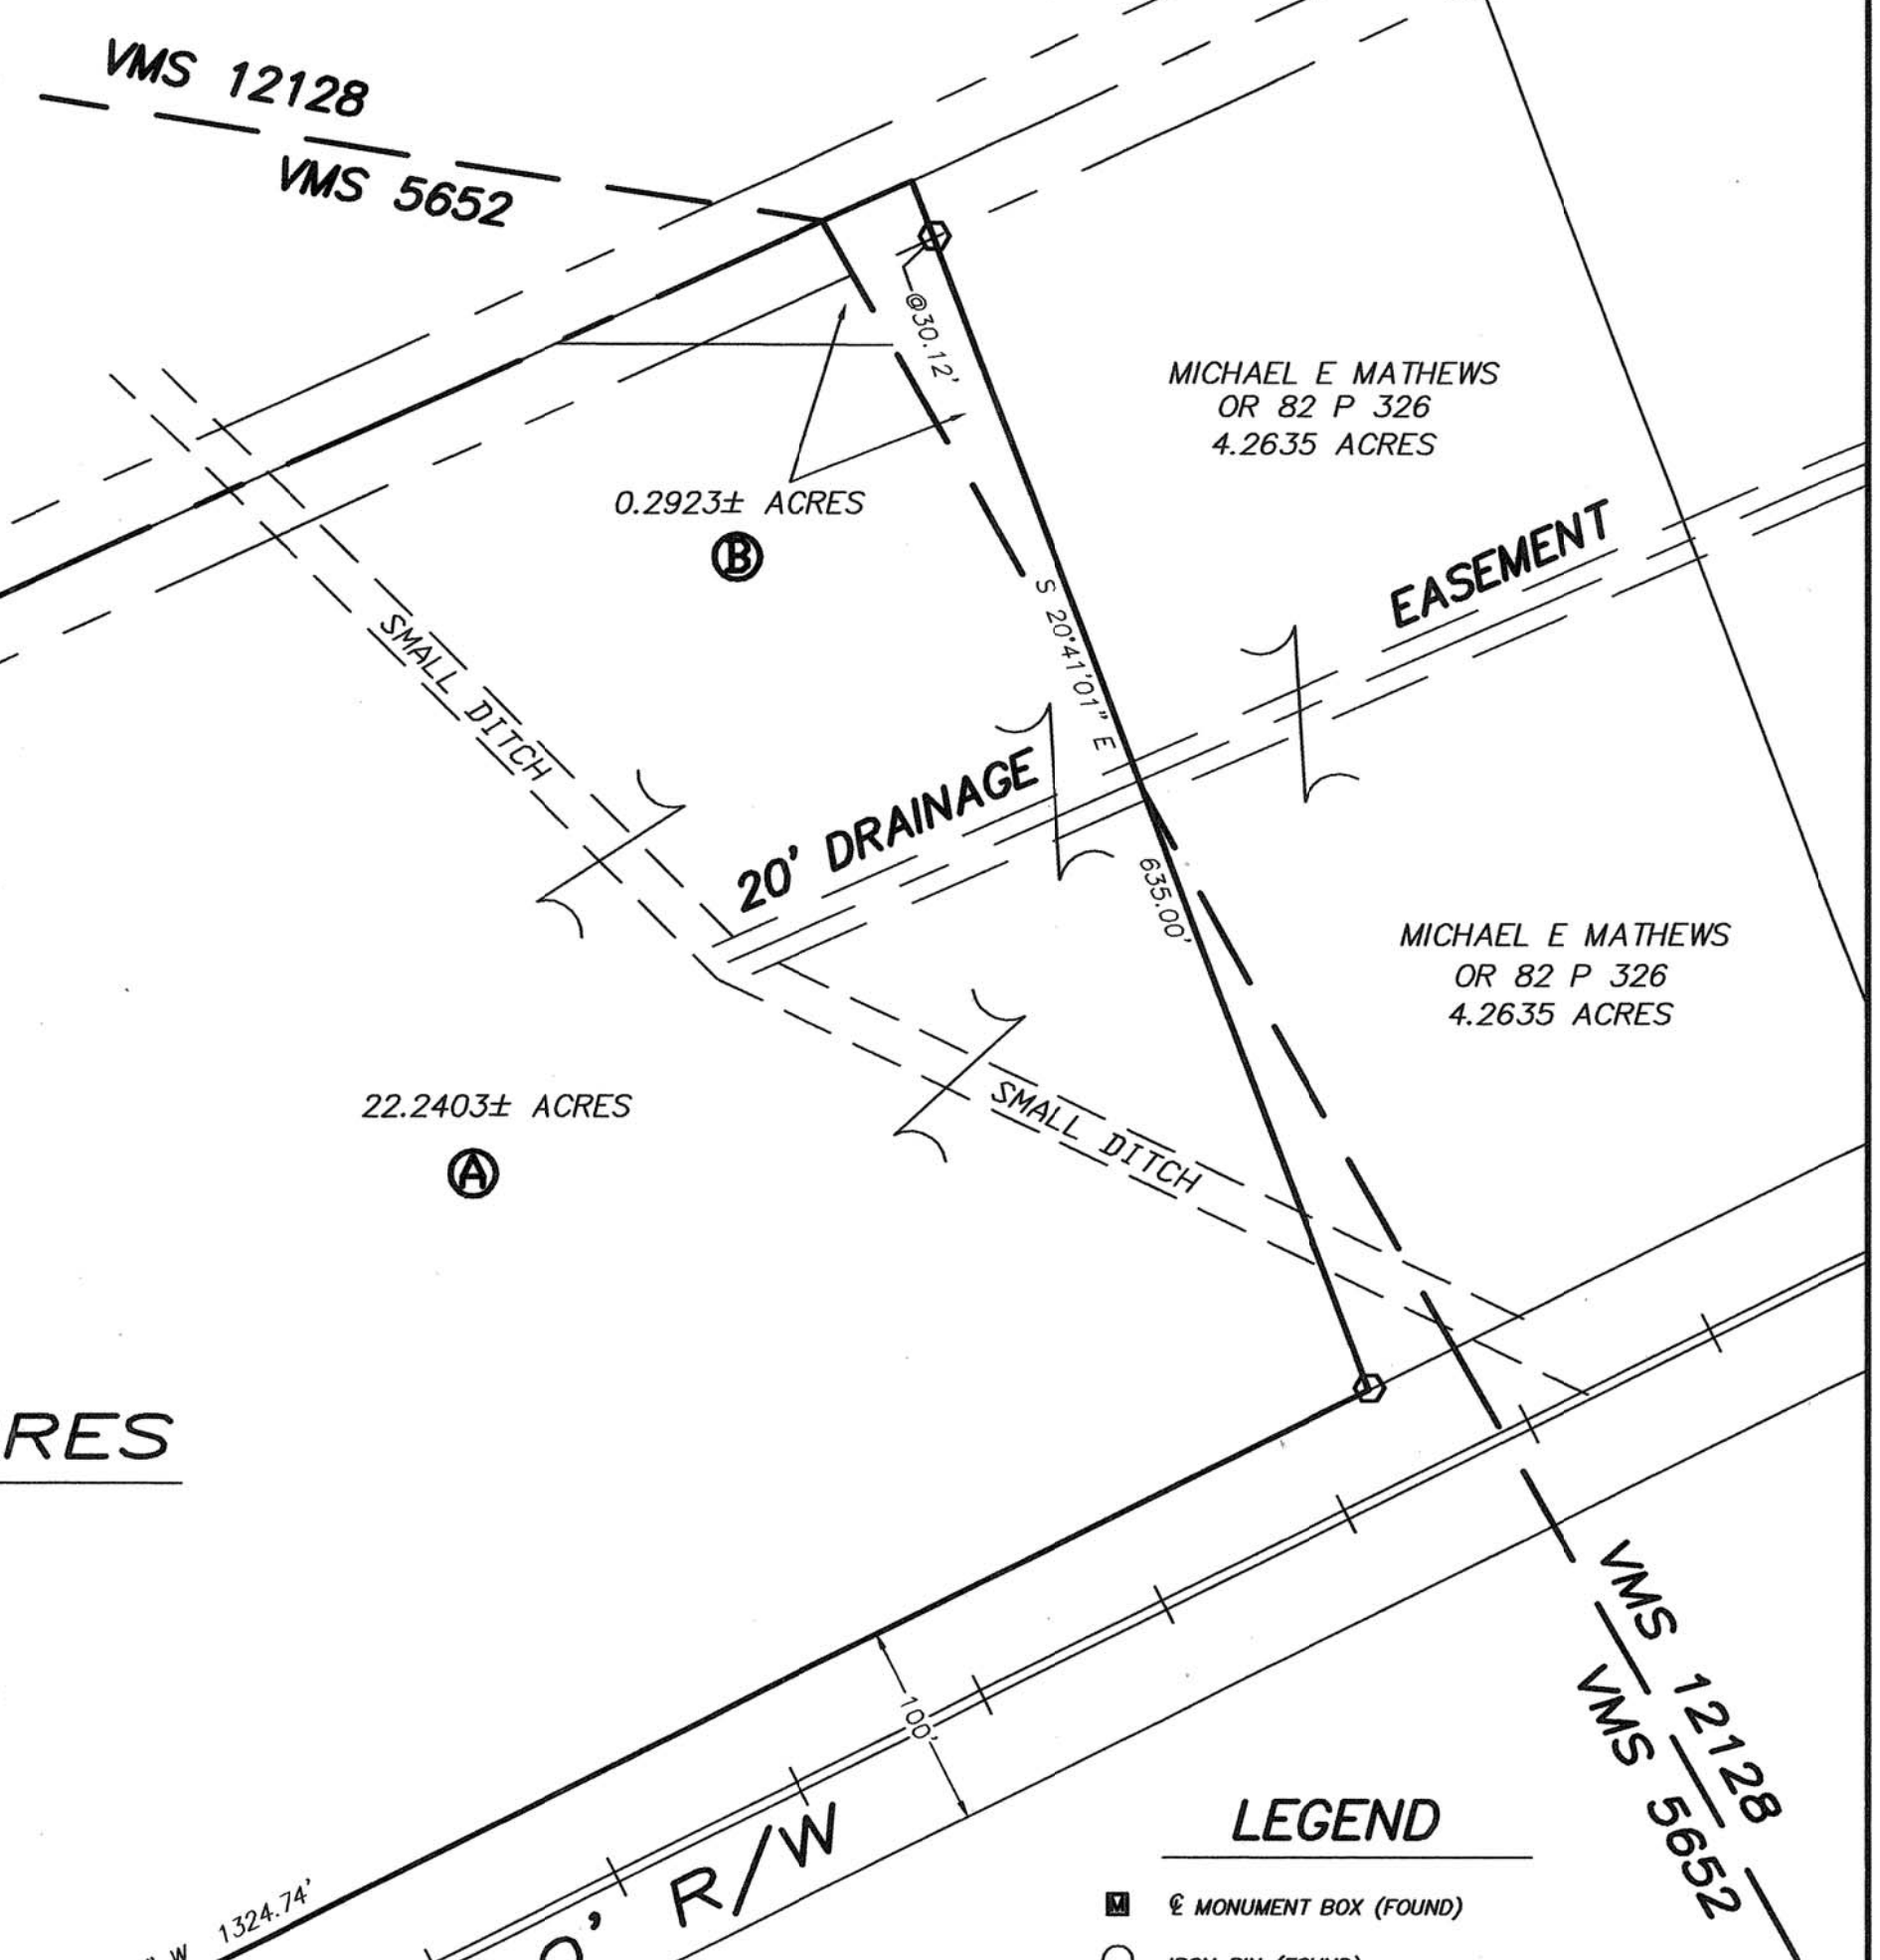 VMS 12128
VMS 5652
@30.12'
MICHAEL E MATHEWS
OR 82 P 326
4.2635 ACRES
0.2923± ACRES
B
EASEMENT
S 20°41'01" E
SMALL DITCH
20' DRAINAGE
635.00'
MICHAEL E MATHEWS
OR 82 P 326
4.2635 ACRES
SMALL DITCH
22.2403± ACRES
A
RES
100'
VMS 12128
VMS 5652
LEGEND
M ℄ MONUMENT BOX (FOUND)
W 1324.74'
0' R/W